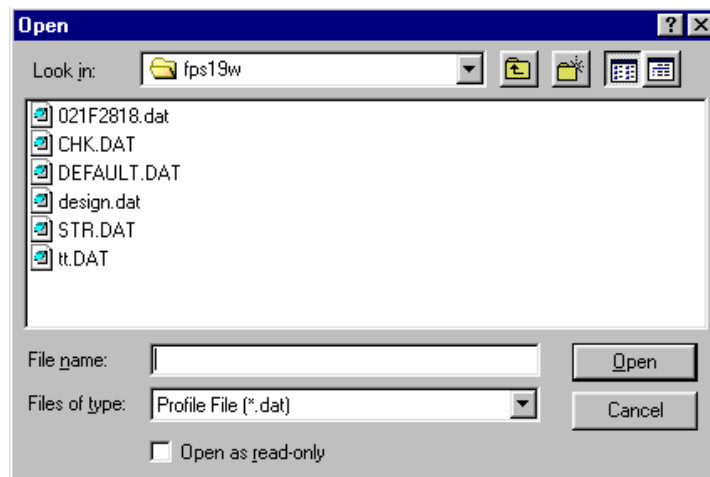 Open
Look in: fps19w
021F2818.dat
CHK.DAT
DEFAULT.DAT
design.dat
STR.DAT
tt.DAT
File name: Open
Files of type: Profile File (*.dat) Cancel
Open as read-only